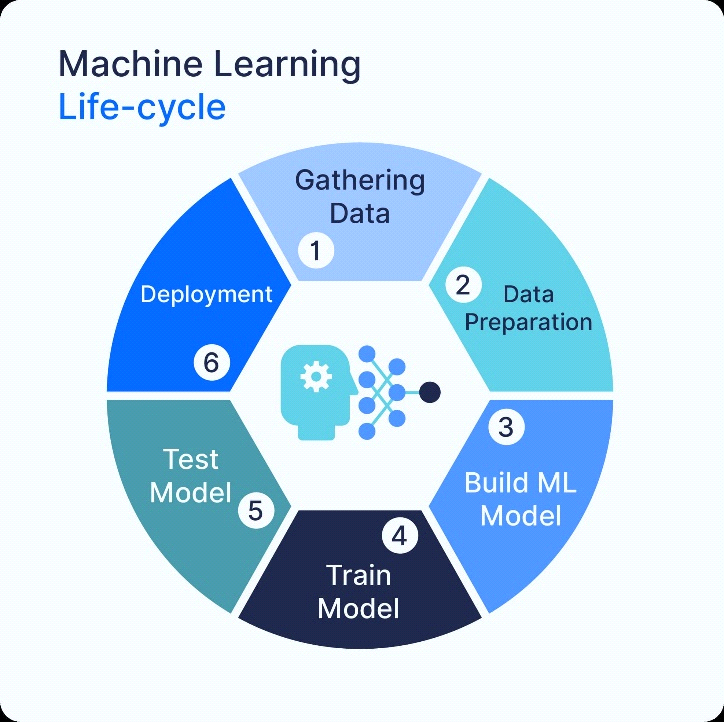 Machine Learning
Life-cycle
Gathering
Data
1
2
Data
Preparation
3
Build ML
Model
4
Train
Model
Test
Model
5
Deployment
6